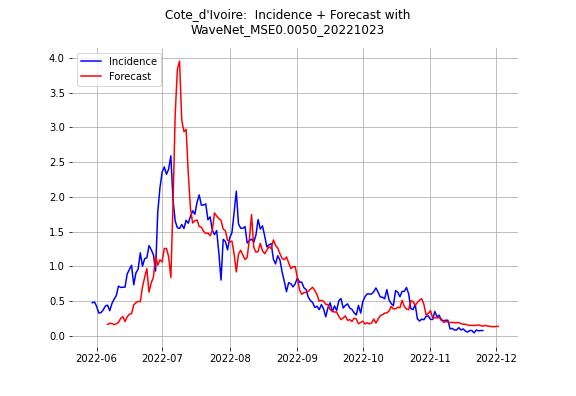 Cote_d'Ivoire:  Incidence + Forecast with
WaveNet_MSE0.0050_20221023
Incidence
Forecast
4.0
3.5
3.0
2.5
2.0
1.5
1.0
0.5
0.0
2022-06 2022-07 2022-08 2022-09 2022-10 2022-11 2022-12